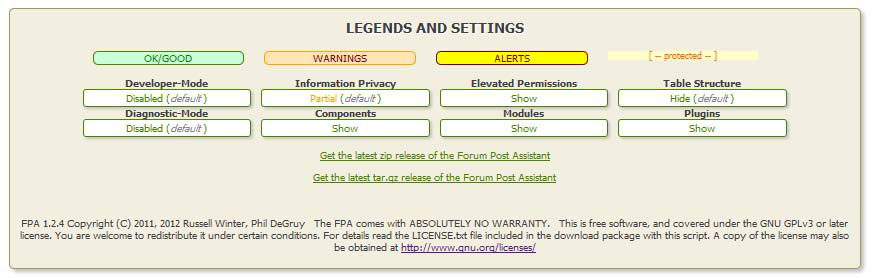 LEGENDS AND SETTINGS
OK/GOOD WARNINGS ALERTS [ -- protected -- ]
Developer-Mode Information Privacy Elevated Permissions Table Structure
Disabled (default ) Partial (default ) Show Hide (default )
Diagnostic-Mode Components Modules Plugins
Disabled (default ) Show Show Show
Get the latest zip release of the Forum Post Assistant
Get the latest tar.gz release of the Forum Post Assistant
FPA 1.2.4 Copyright (C) 2011, 2012 Russell Winter, Phil DeGruy   The FPA comes with ABSOLUTELY NO WARRANTY.   This is free software, and covered under the GNU GPLv3 or later
license. You are welcome to redistribute it under certain conditions. For details read the LICENSE.txt file included in the download package with this script. A copy of the license may also
be obtained at http://www.gnu.org/licenses/